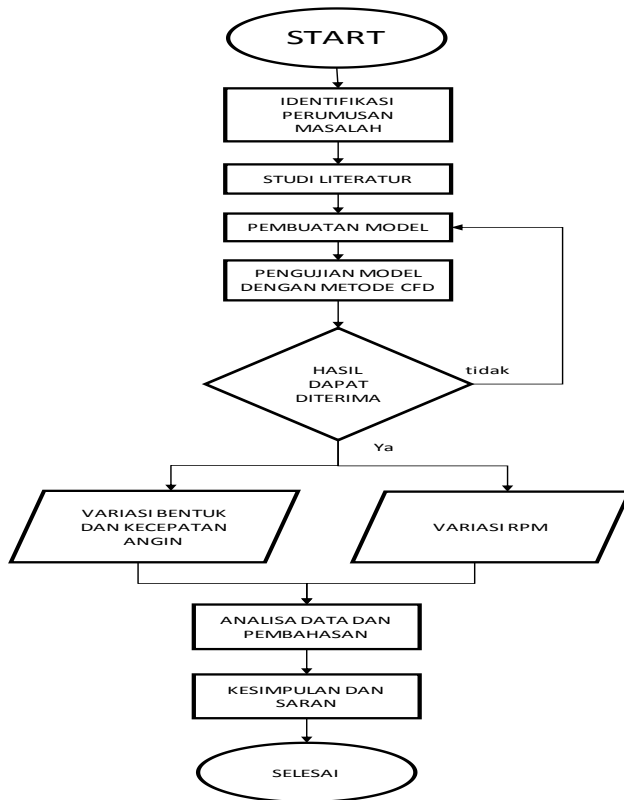 START
IDENTIFIKASI
PERUMUSAN
MASALAH
STUDI LITERATUR
PEMBUATAN MODEL
PENGUJIAN MODEL
DENGAN METODE CFD
HASIL
DAPAT
DITERIMA
tidak
Ya
VARIASI BENTUK
DAN KECEPATAN
ANGIN
VARIASI RPM
ANALISA DATA DAN
PEMBAHASAN
KESIMPULAN DAN
SARAN
SELESAI